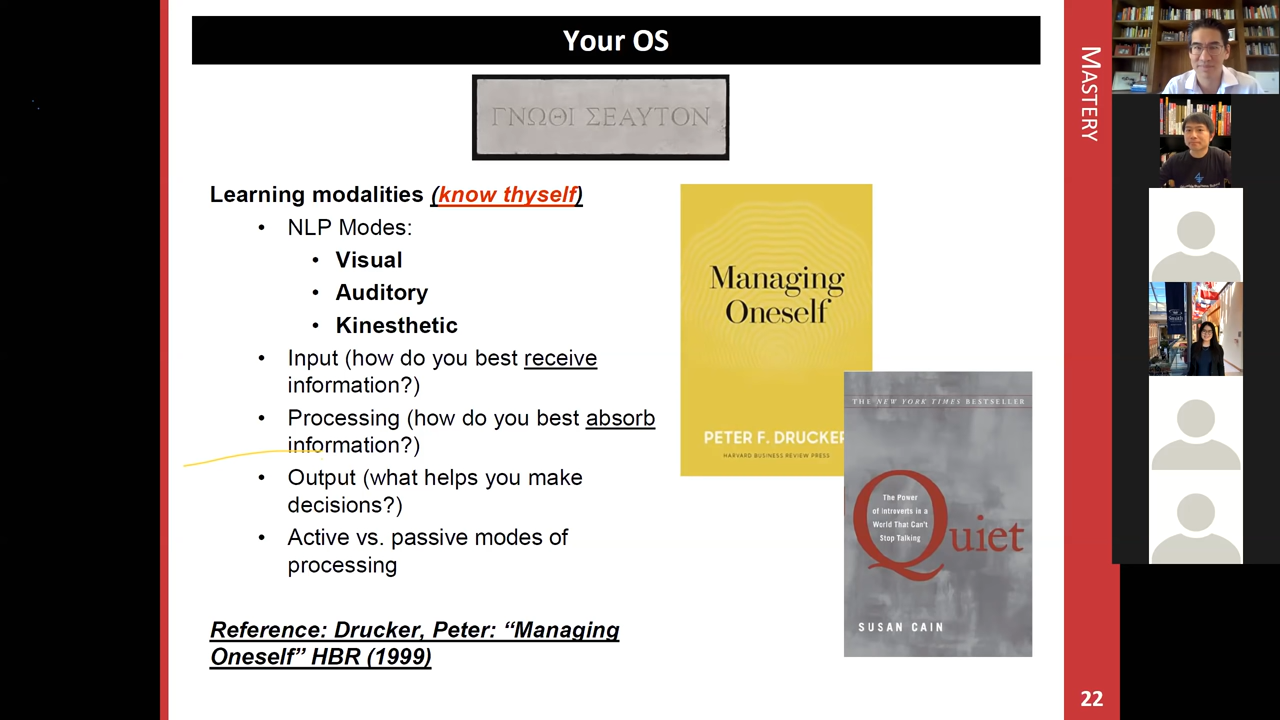 Your OS
ΓΝΩΘΙ ΣΕΑΥΤΟΝ
Learning modalities (know thyself)
• NLP Modes:
• Visual
• Auditory
• Kinesthetic
• Input (how do you best receive
information?)
• Processing (how do you best absorb
information?)
• Output (what helps you make
decisions?)
• Active vs. passive modes of
processing
Reference: Drucker, Peter: “Managing
Oneself” HBR (1999)
Managing
Oneself
PETER F. DRUCKER
HARVARD BUSINESS REVIEW PRESS
THE NEW YORK TIMES BESTSELLER
The Power
of Introverts in a
World That Can't
Stop Talking
Quiet
SUSAN CAIN
MASTERY
22
Smith